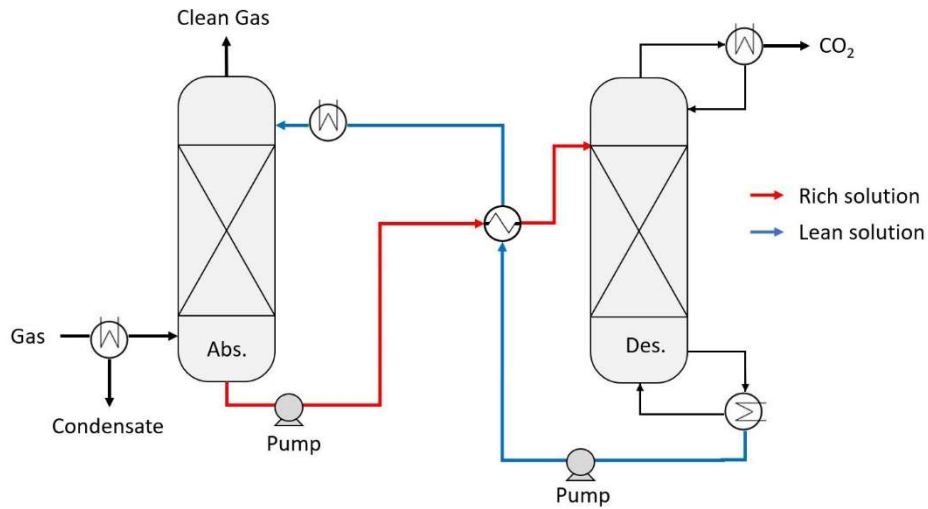 Clean Gas
CO₂
Rich solution
Lean solution
Gas
Abs.
Des.
Condensate
Pump
Pump